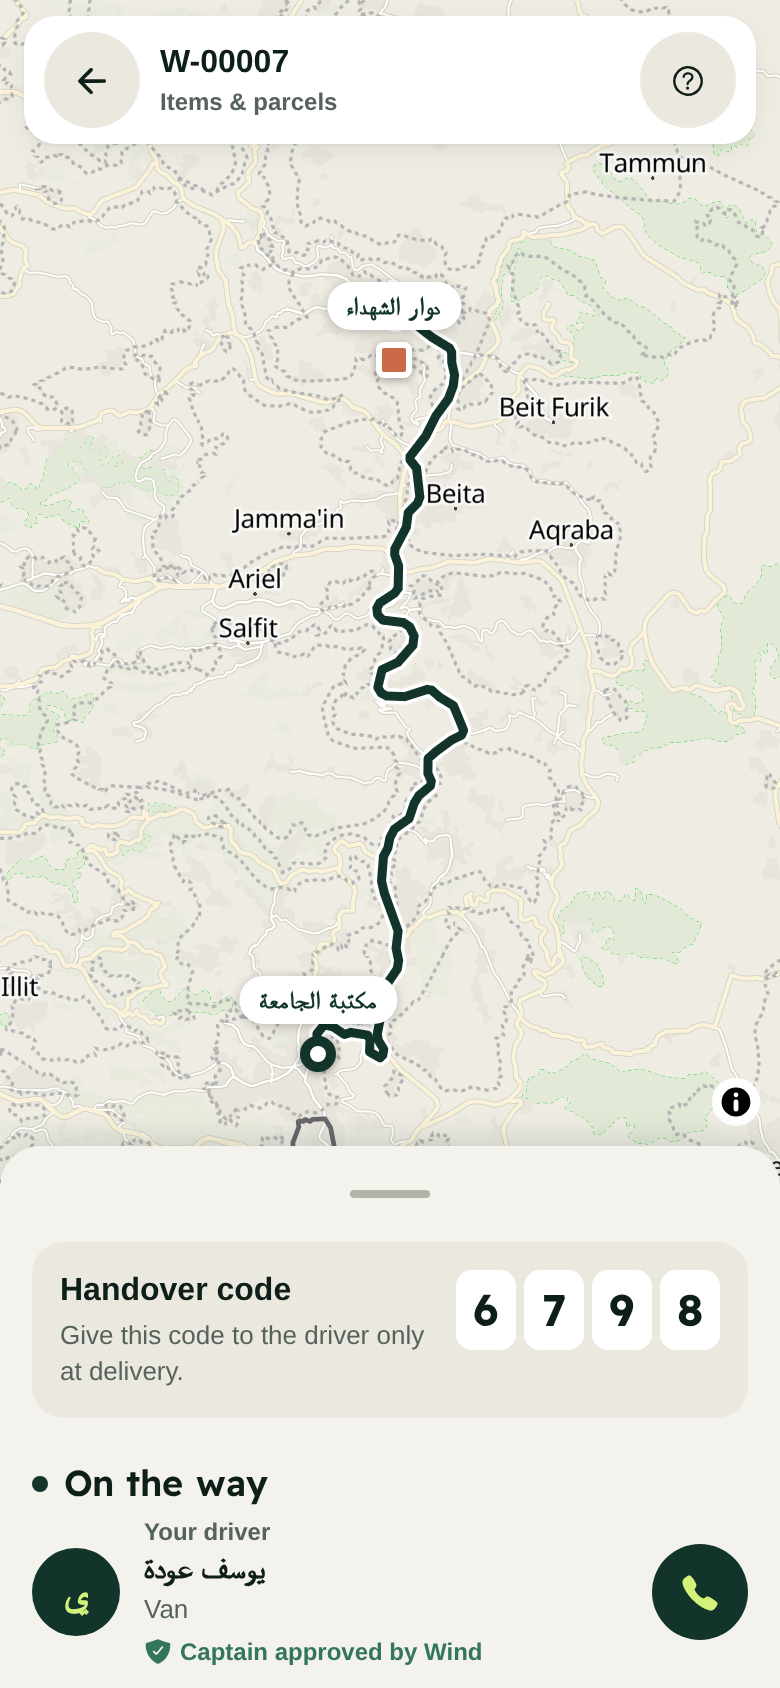 W-00007
Items & parcels
Tammun
دوار الشهداء
Beit Furik
Beita
Jamma'in
Aqraba
Ariel
Salfit
Illit
مكتبة الجامعة
Handover code
6 7 9 8
Give this code to the driver only
at delivery.
On the way
Your driver
يوسف عودة
ي
Van
Captain approved by Wind